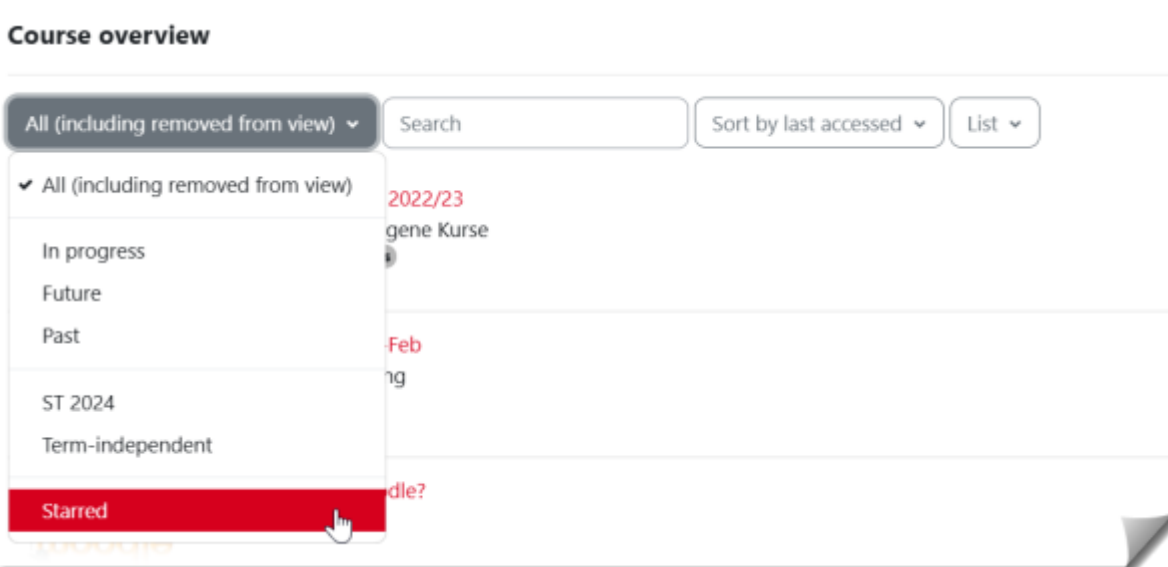 Course overview
All (including removed from view) Search Sort by last accessed List
All (including removed from view)
2022/23
gene Kurse
In progress
Future
Past
-Feb
ng
ST 2024
Term-independent
dle?
Starred